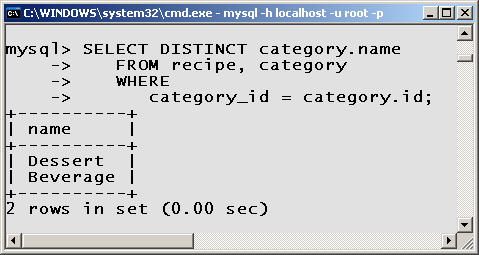 C:\WINDOWS\system32\cmd.exe - mysql -h localhost -u root -p
mysql> SELECT DISTINCT category.name
    ->     FROM recipe, category
    ->     WHERE
    ->        category_id = category.id;
+----------+
| name     |
+----------+
| Dessert  |
| Beverage |
+----------+
2 rows in set (0.00 sec)